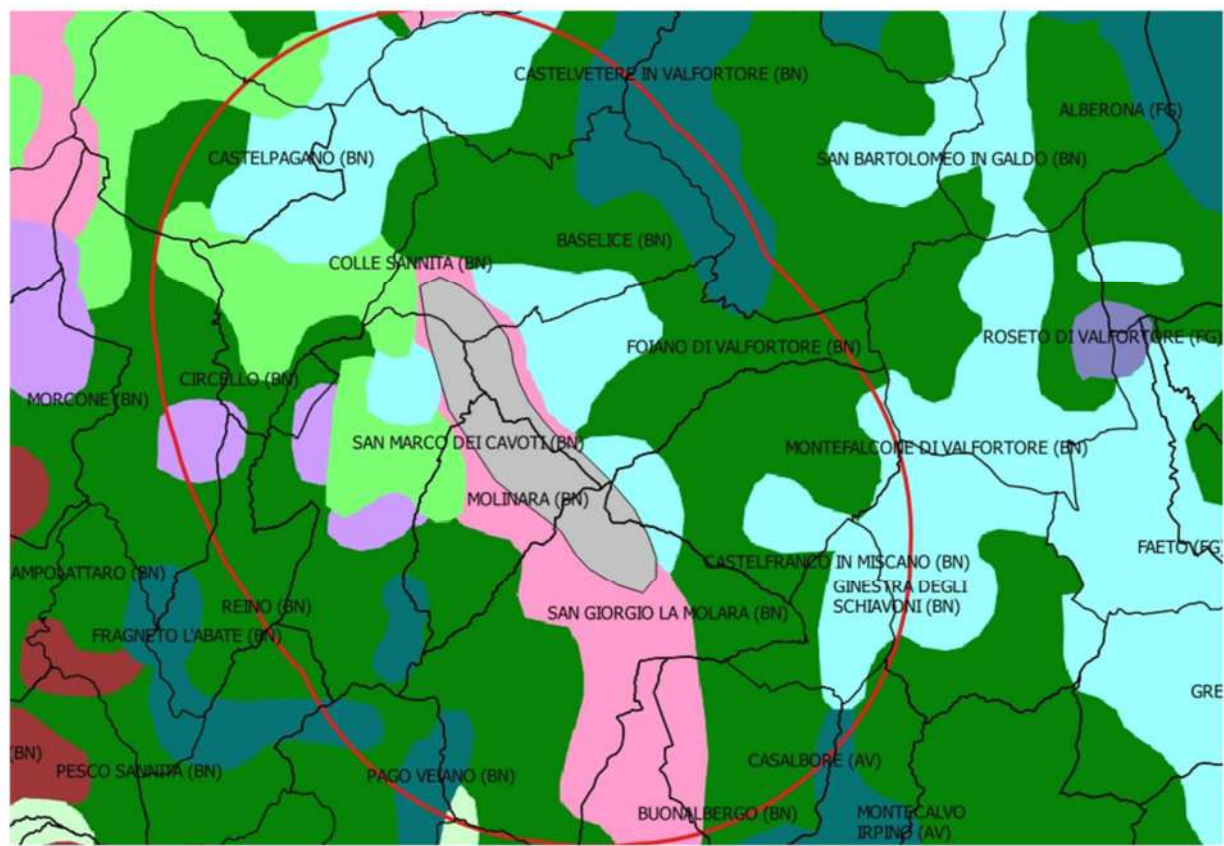 CASTELVETERE IN VALFORTORE (BN)
ALBERONA (FG)
CASTELPAGANO (BN)
SAN BARTOLOMEO IN GALDO (BN)
BASELICE (BN)
COLLE SANNITA (BN)
ROSETO DI VALFORTORE (FG)
FOIANO DI VALFORTORE (BN)
CIRCELLO (BN)
MORCONE (BN)
SAN MARCO DEI CAVOTI (BN)
MONTEFALCONE DI VALFORTORE (BN)
MOLINARA (BN)
FAETO (FG)
CASTELFRANCO IN MISCANO (BN)
AMPOLATTARO (BN)
GINESTRA DEGLI
SCHIAVONI (BN)
REINO (BN)
SAN GIORGIO LA MOLARA (BN)
FRAGNETO L'ABATE (BN)
GRE
(BN)
CASALBORE (AV)
PESCO SANNITA (BN)
PAGO VEIANO (BN)
BUONALBERGO (BN)
MONTECALVO
IRPINO (AV)